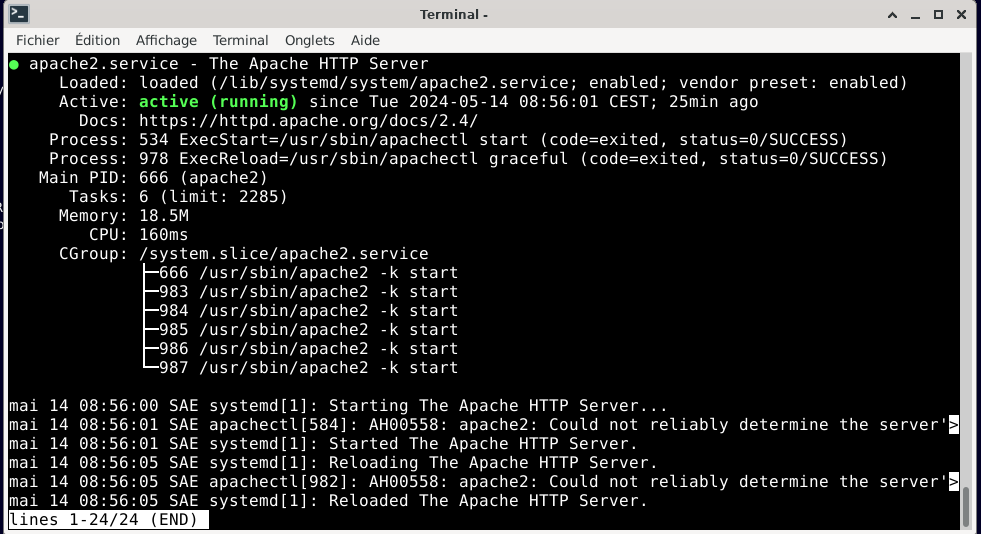 Terminal -
Fichier Édition Affichage Terminal Onglets Aide
● apache2.service - The Apache HTTP Server
     Loaded: loaded (/lib/systemd/system/apache2.service; enabled; vendor preset: enabled)
     Active: active (running) since Tue 2024-05-14 08:56:01 CEST; 25min ago
       Docs: https://httpd.apache.org/docs/2.4/
    Process: 534 ExecStart=/usr/sbin/apachectl start (code=exited, status=0/SUCCESS)
    Process: 978 ExecReload=/usr/sbin/apachectl graceful (code=exited, status=0/SUCCESS)
   Main PID: 666 (apache2)
      Tasks: 6 (limit: 2285)
     Memory: 18.5M
        CPU: 160ms
     CGroup: /system.slice/apache2.service
             ├─666 /usr/sbin/apache2 -k start
             ├─983 /usr/sbin/apache2 -k start
             ├─984 /usr/sbin/apache2 -k start
             ├─985 /usr/sbin/apache2 -k start
             ├─986 /usr/sbin/apache2 -k start
             └─987 /usr/sbin/apache2 -k start

mai 14 08:56:00 SAE systemd[1]: Starting The Apache HTTP Server...
mai 14 08:56:01 SAE apachectl[584]: AH00558: apache2: Could not reliably determine the server'>
mai 14 08:56:01 SAE systemd[1]: Started The Apache HTTP Server.
mai 14 08:56:05 SAE systemd[1]: Reloading The Apache HTTP Server.
mai 14 08:56:05 SAE apachectl[982]: AH00558: apache2: Could not reliably determine the server'>
mai 14 08:56:05 SAE systemd[1]: Reloaded The Apache HTTP Server.
lines 1-24/24 (END)